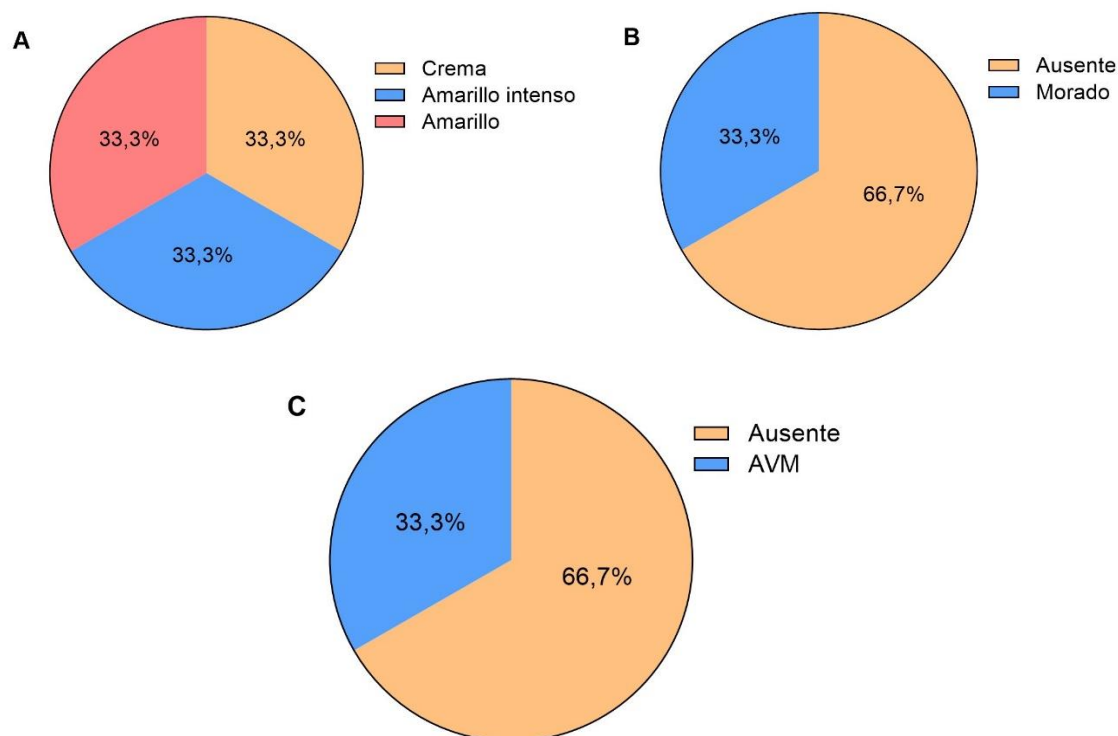 A
Crema
Amarillo intenso
Amarillo
33,3%
33,3%
33,3%
B
Ausente
Morado
33,3%
66,7%
C
Ausente
AVM
33,3%
66,7%